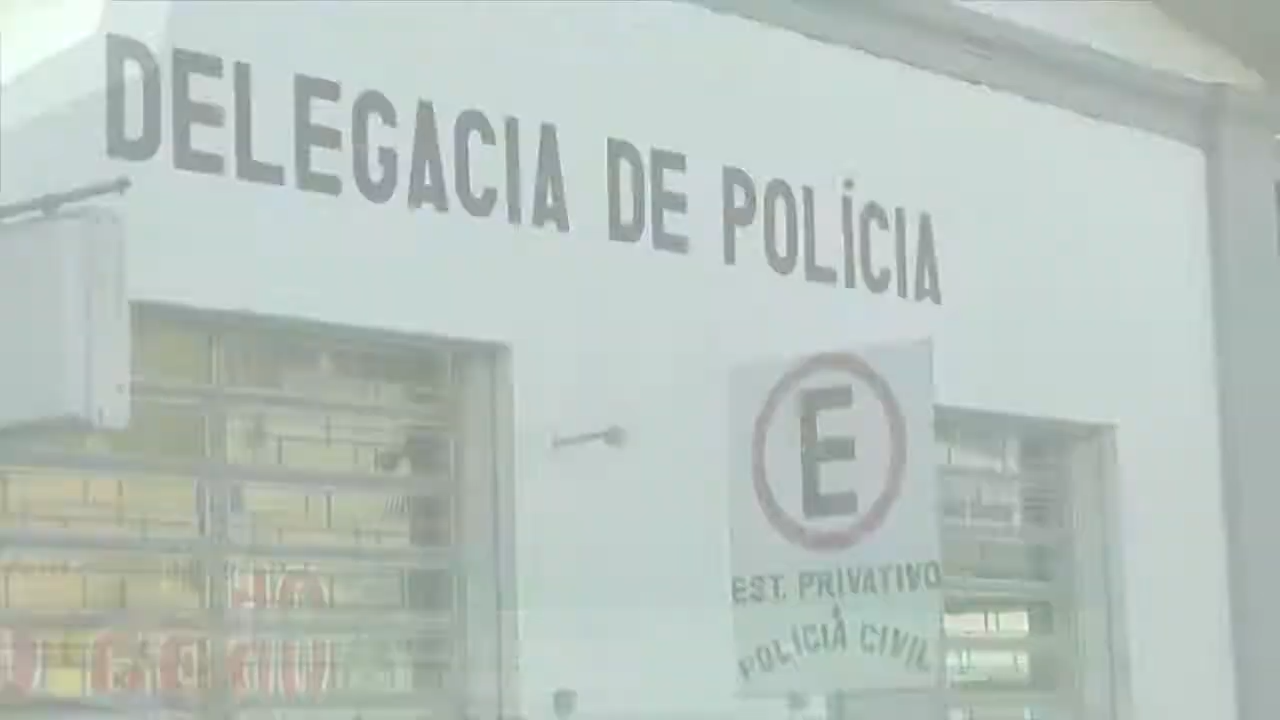 DELEGACIA DE POLÍCIA
E
EST. PRIVATIVO
À
POLÍCIA CIVIL